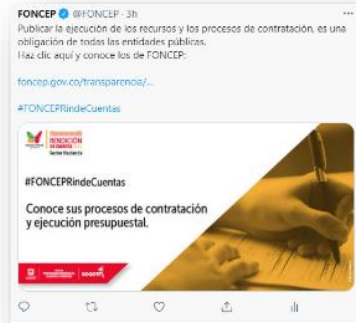 FONCEP @FONCEP · 3h
Publicar la ejecución de los recursos y los procesos de contratación, es una
obligación de todas las entidades públicas.
Haz clic aquí y conoce los de FONCEP:
foncep.gov.co/transparencia/...
#FONCEPRindeCuentas
RENDICIÓN
DE CUENTAS
Sector Hacienda
#FONCEPRindeCuentas
Conoce sus procesos de contratación
y ejecución presupuestal.
BOGOTÁ